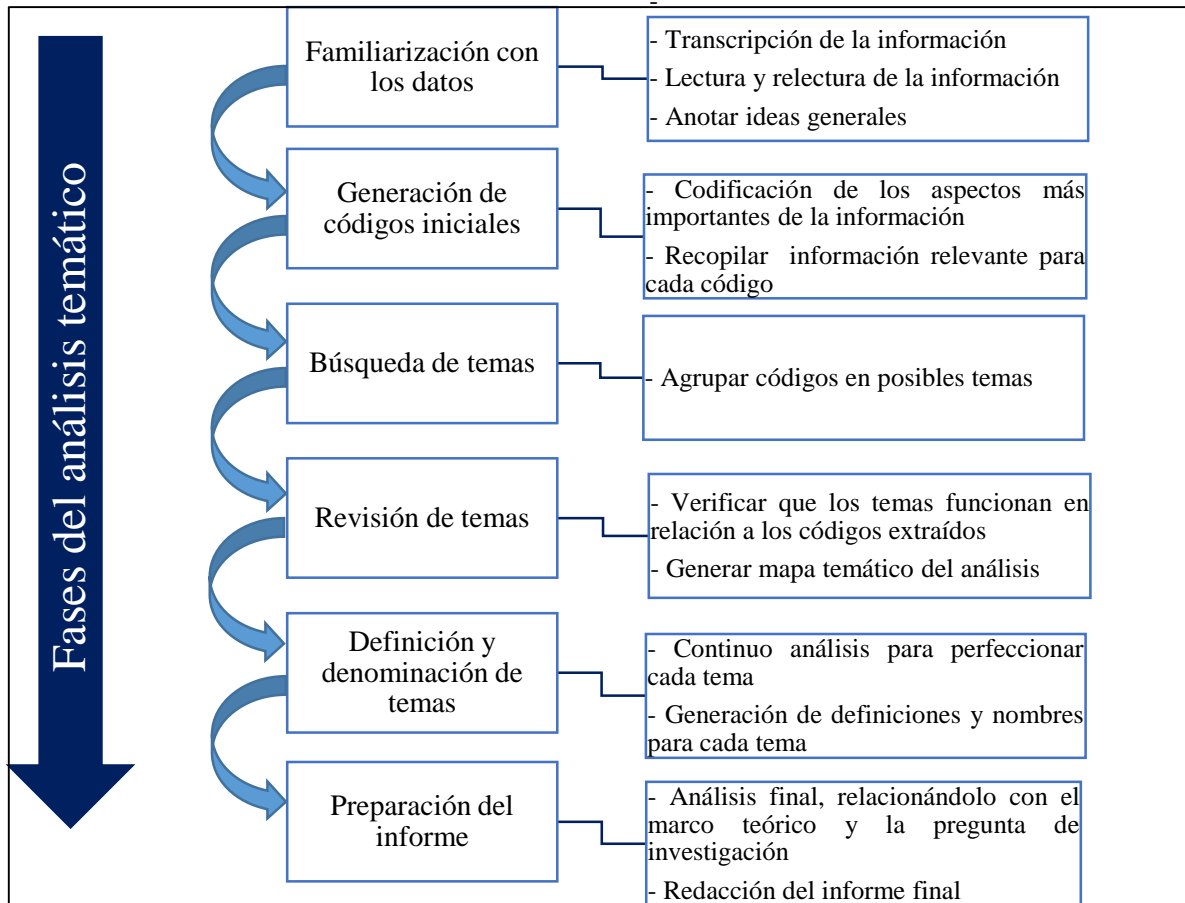 Fases del análisis temático
-
Familiarización con
los datos
- Transcripción de la información
- Lectura y relectura de la información
- Anotar ideas generales
Generación de
códigos iniciales
- Codificación de los aspectos más
importantes de la información
- Recopilar información relevante para
cada código
Búsqueda de temas
- Agrupar códigos en posibles temas
Revisión de temas
- Verificar que los temas funcionan en
relación a los códigos extraídos
- Generar mapa temático del análisis
Definición y
denominación de
temas
- Continuo análisis para perfeccionar
cada tema
- Generación de definiciones y nombres
para cada tema
Preparación del
informe
- Análisis final, relacionándolo con el
marco teórico y la pregunta de
investigación
- Redacción del informe final